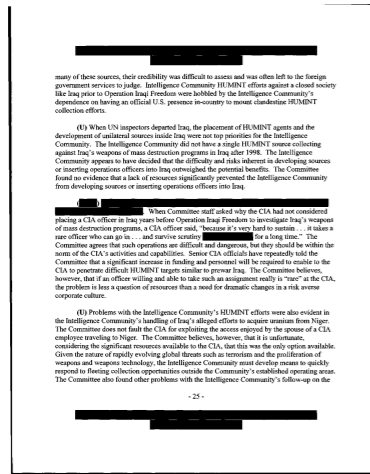 many of these sources, their credibility was difficult to assess and was often left to the foreign
government services to judge. Intelligence Community HUMINT efforts against a closed society
like Iraq prior to Operation Iraqi Freedom were hobbled by the Intelligence Community's
dependence on having an official U.S. presence in-country to mount clandestine HUMINT
collection efforts.
(U) When UN inspectors departed Iraq, the placement of HUMINT agents and the
development of unilateral sources inside Iraq were not top priorities for the Intelligence
Community. The Intelligence Community did not have a single HUMINT source collecting
against Iraq's weapons of mass destruction programs in Iraq after 1998. The Intelligence
Community appears to have decided that the difficulty and risks inherent in developing sources
or inserting operations officers into Iraq outweighed the potential benefits. The Committee
found no evidence that a lack of resources significantly prevented the Intelligence Community
from developing sources or inserting operations officers into Iraq.
( )
. When Committee staff asked why the CIA had not considered
placing a CIA officer in Iraq years before Operation Iraqi Freedom to investigate Iraq's weapons
of mass destruction programs, a CIA officer said, "because it's very hard to sustain . . . it takes a
rare officer who can go in . . . and survive scrutiny for a long time." The
Committee agrees that such operations are difficult and dangerous, but they should be within the
norm of the CIA's activities and capabilities. Senior CIA officials have repeatedly told the
Committee that a significant increase in funding and personnel will be required to enable to the
CIA to penetrate difficult HUMINT targets similar to prewar Iraq. The Committee believes,
however, that if an officer willing and able to take such an assignment really is "rare" at the CIA,
the problem is less a question of resources than a need for dramatic changes in a risk averse
corporate culture.
(U) Problems with the Intelligence Community's HUMINT efforts were also evident in
the Intelligence Community's handling of Iraq's alleged efforts to acquire uranium from Niger.
The Committee does not fault the CIA for exploiting the access enjoyed by the spouse of a CIA
employee traveling to Niger. The Committee believes, however, that it is unfortunate,
considering the significant resources available to the CIA, that this was the only option available.
Given the nature of rapidly evolving global threats such as terrorism and the proliferation of
weapons and weapons technology, the Intelligence Community must develop means to quickly
respond to fleeting collection opportunities outside the Community's established operating areas.
The Committee also found other problems with the Intelligence Community's follow-up on the
- 25 -